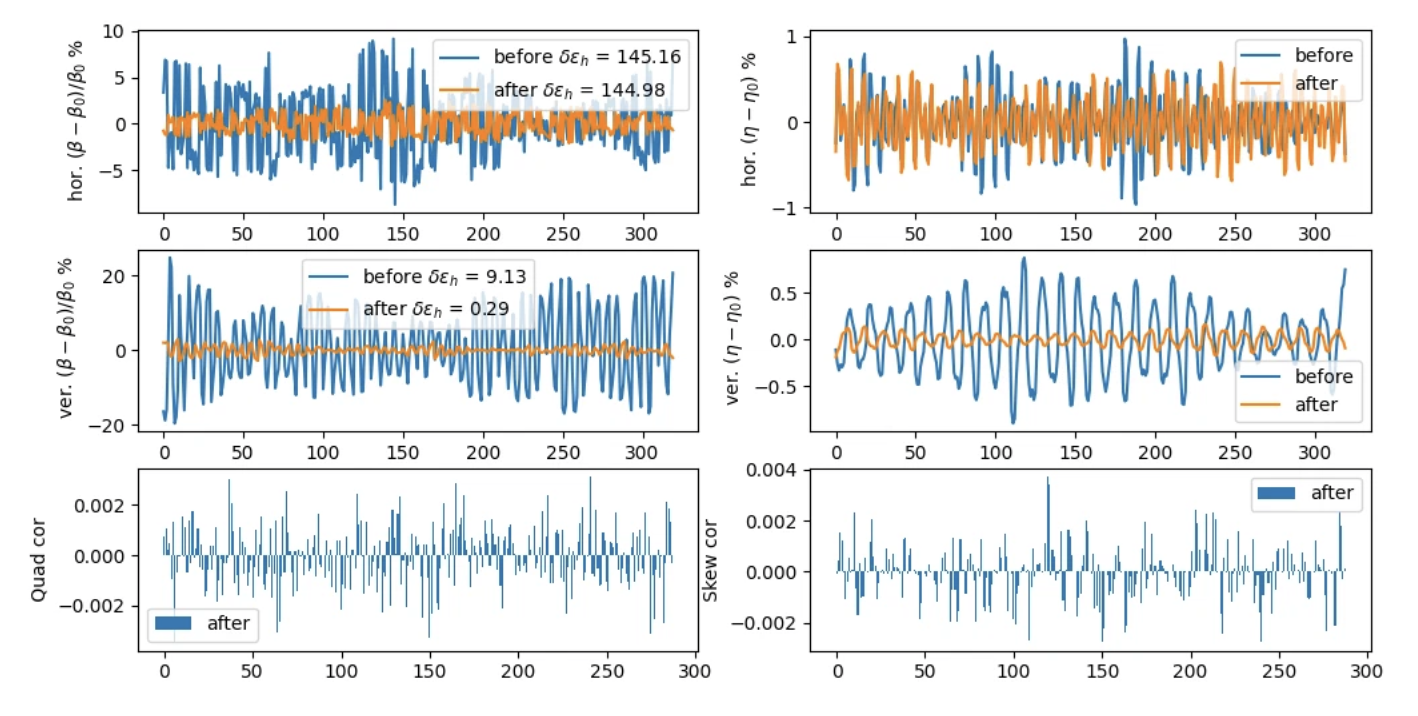 hor. (β − β₀)/β₀ %
10
5
0
−5
before δεₕ = 145.16
after δεₕ = 144.98
0 50 100 150 200 250 300
hor. (η − η₀) %
1
0
−1
before
after
0 50 100 150 200 250 300
ver. (β − β₀)/β₀ %
20
0
−20
before δεₕ = 9.13
after δεₕ = 0.29
0 50 100 150 200 250 300
ver. (η − η₀) %
0.5
0.0
−0.5
before
after
0 50 100 150 200 250 300
Quad cor
0.002
0.000
−0.002
after
0 50 100 150 200 250 300
Skew cor
0.004
0.002
0.000
−0.002
after
0 50 100 150 200 250 300